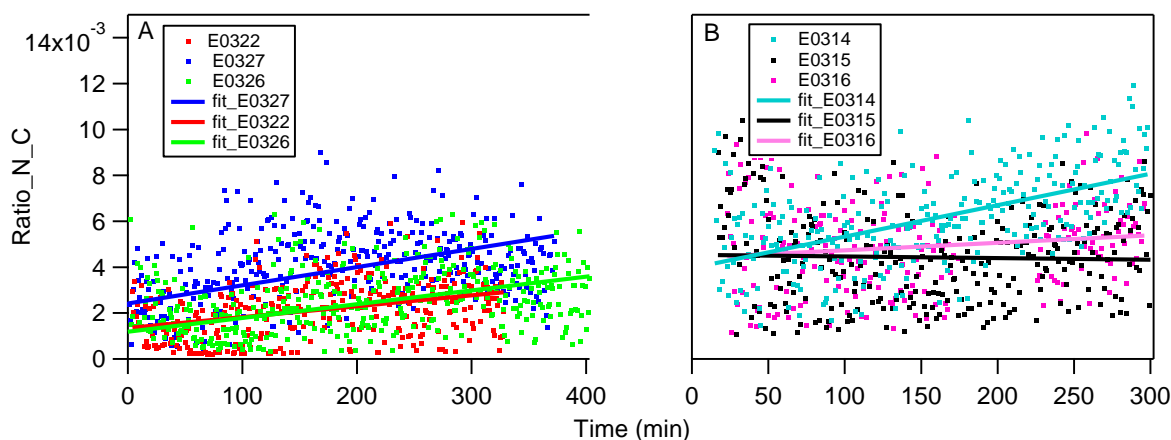 A
E0322
E0327
E0326
fit_E0327
fit_E0322
fit_E0326
B
E0314
E0315
E0316
fit_E0314
fit_E0315
fit_E0316
Ratio_N_C
14x10⁻³
12
10
8
6
4
2
0
0 100 200 300 400
0 50 100 150 200 250 300
Time (min)